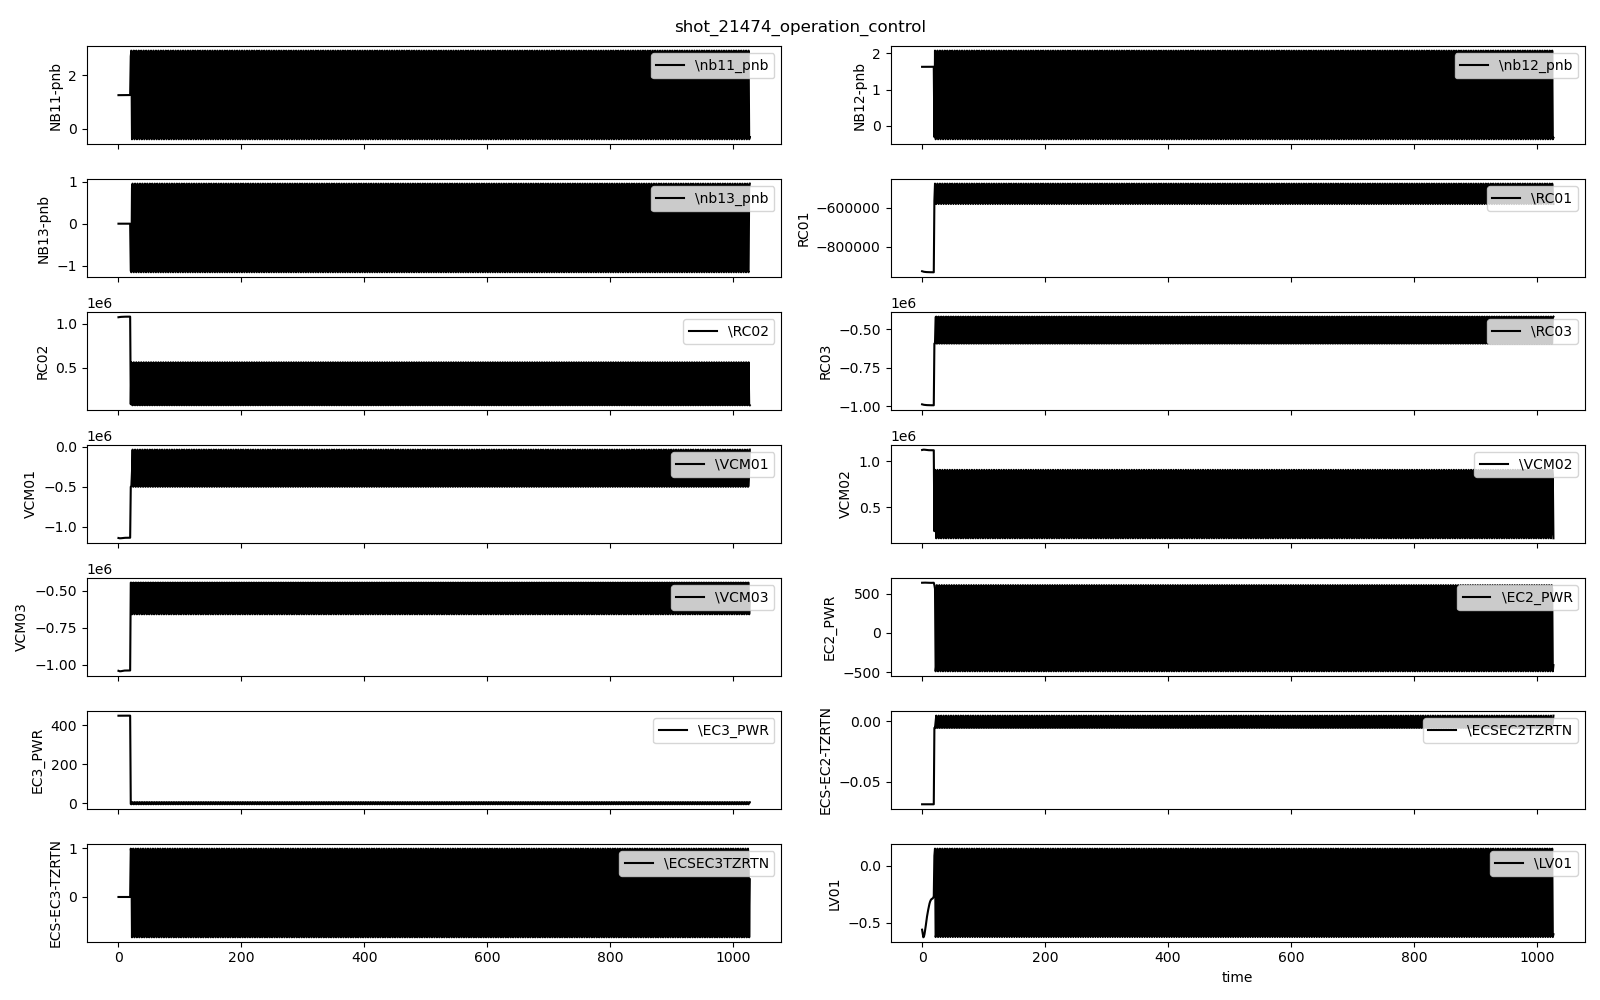 shot_21474_operation_control
NB11-pnb
2
0
\nb11_pnb
NB12-pnb
2
1
0
\nb12_pnb
NB13-pnb
1
0
−1
\nb13_pnb
RC01
−600000
−800000
\RC01
1e6
RC02
1.0
0.5
\RC02
1e6
RC03
−0.50
−0.75
−1.00
\RC03
1e6
VCM01
0.0
−0.5
−1.0
\VCM01
1e6
VCM02
1.0
0.5
\VCM02
1e6
VCM03
−0.50
−0.75
−1.00
\VCM03
EC2_PWR
500
0
−500
\EC2_PWR
EC3_PWR
400
200
0
\EC3_PWR
ECS-EC2-TZRTN
0.00
−0.05
\ECSEC2TZRTN
ECS-EC3-TZRTN
1
0
\ECSEC3TZRTN
0 200 400 600 800 1000
LV01
0.0
−0.5
\LV01
0 200 400 600 800 1000
time